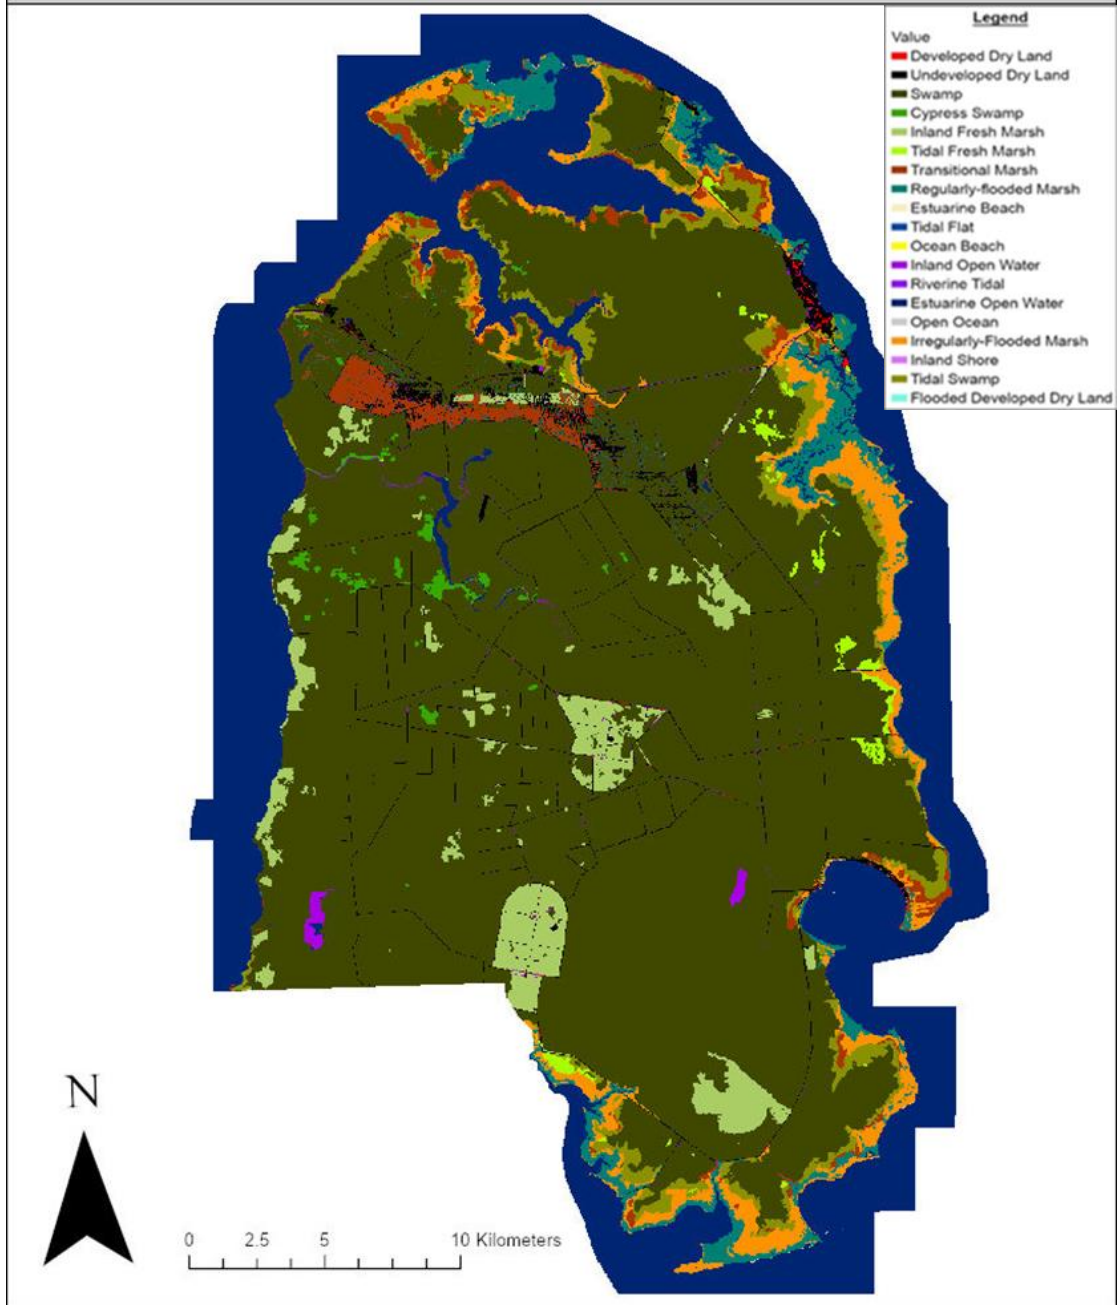 Legend
Value
Developed Dry Land
Undeveloped Dry Land
Swamp
Cypress Swamp
Inland Fresh Marsh
Tidal Fresh Marsh
Transitional Marsh
Regularly-flooded Marsh
Estuarine Beach
Tidal Flat
Ocean Beach
Inland Open Water
Riverine Tidal
Estuarine Open Water
Open Ocean
Irregularly-Flooded Marsh
Inland Shore
Tidal Swamp
Flooded Developed Dry Land
N
0 2.5 5 10 Kilometers